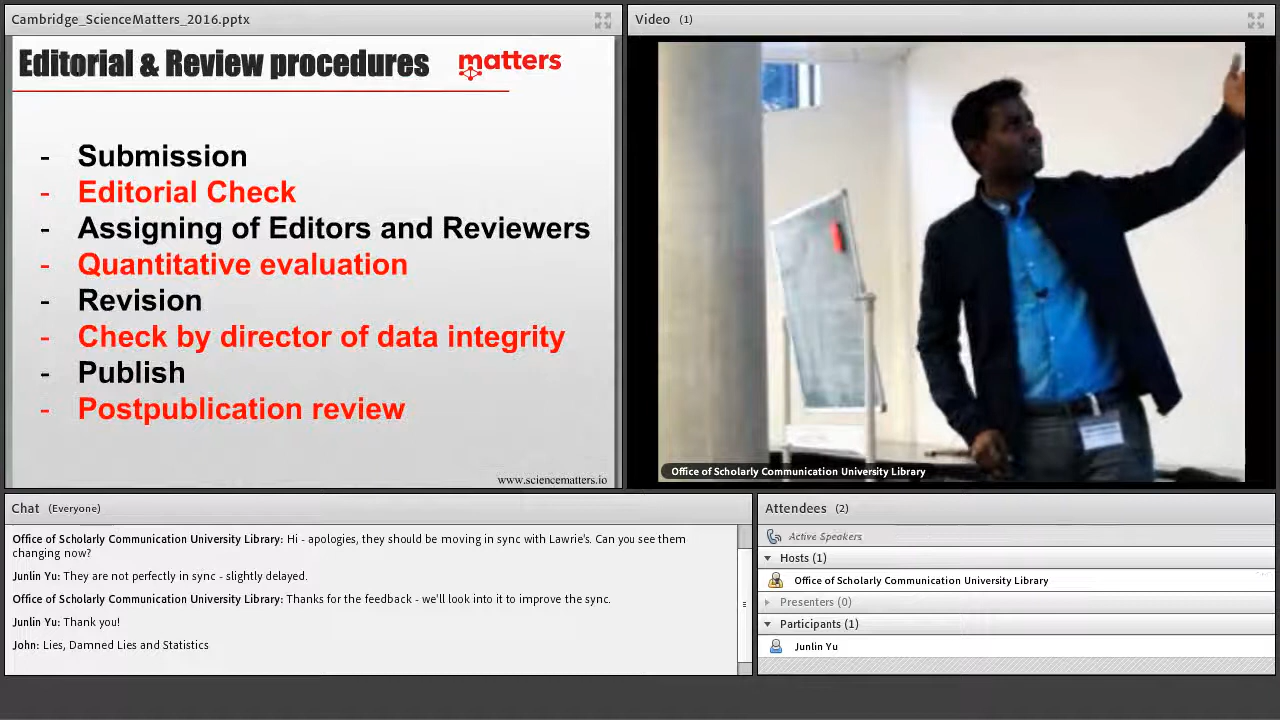 Cambridge_ScienceMatters_2016.pptx
Editorial & Review procedures
matters
- Submission
- Editorial Check
- Assigning of Editors and Reviewers
- Quantitative evaluation
- Revision
- Check by director of data integrity
- Publish
- Postpublication review
www.sciencematters.io
Video (1)
Office of Scholarly Communication University Library
Chat (Everyone)
Office of Scholarly Communication University Library: Hi - apologies, they should be moving in sync with Lawrie's. Can you see them
changing now?
Junlin Yu: They are not perfectly in sync - slightly delayed.
Office of Scholarly Communication University Library: Thanks for the feedback - we'll look into it to improve the sync.
Junlin Yu: Thank you!
John: Lies, Damned Lies and Statistics
Attendees (2)
Active Speakers
Hosts (1)
Office of Scholarly Communication University Library
Presenters (0)
Participants (1)
Junlin Yu